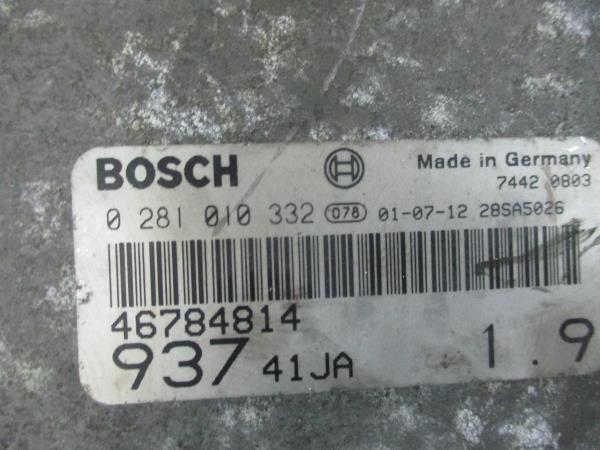 BOSCH Made in Germany
7442 0803
0 281 010 332 078 01-07-12 28SA5026
46784814
937 41JA 1.9